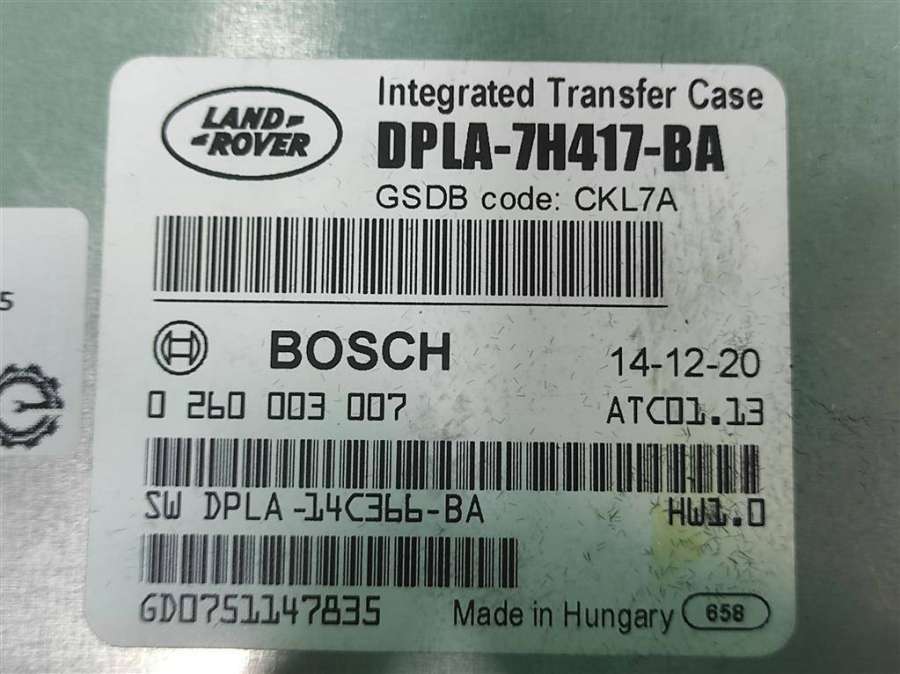 LAND-
-ROVER
Integrated Transfer Case
DPLA-7H417-BA
GSDB code: CKL7A
5
BOSCH
14-12-20
0 260 003 007
ATC01.13
SW DPLA-14C366-BA
HW1.0
GD0751147835
Made in Hungary
658